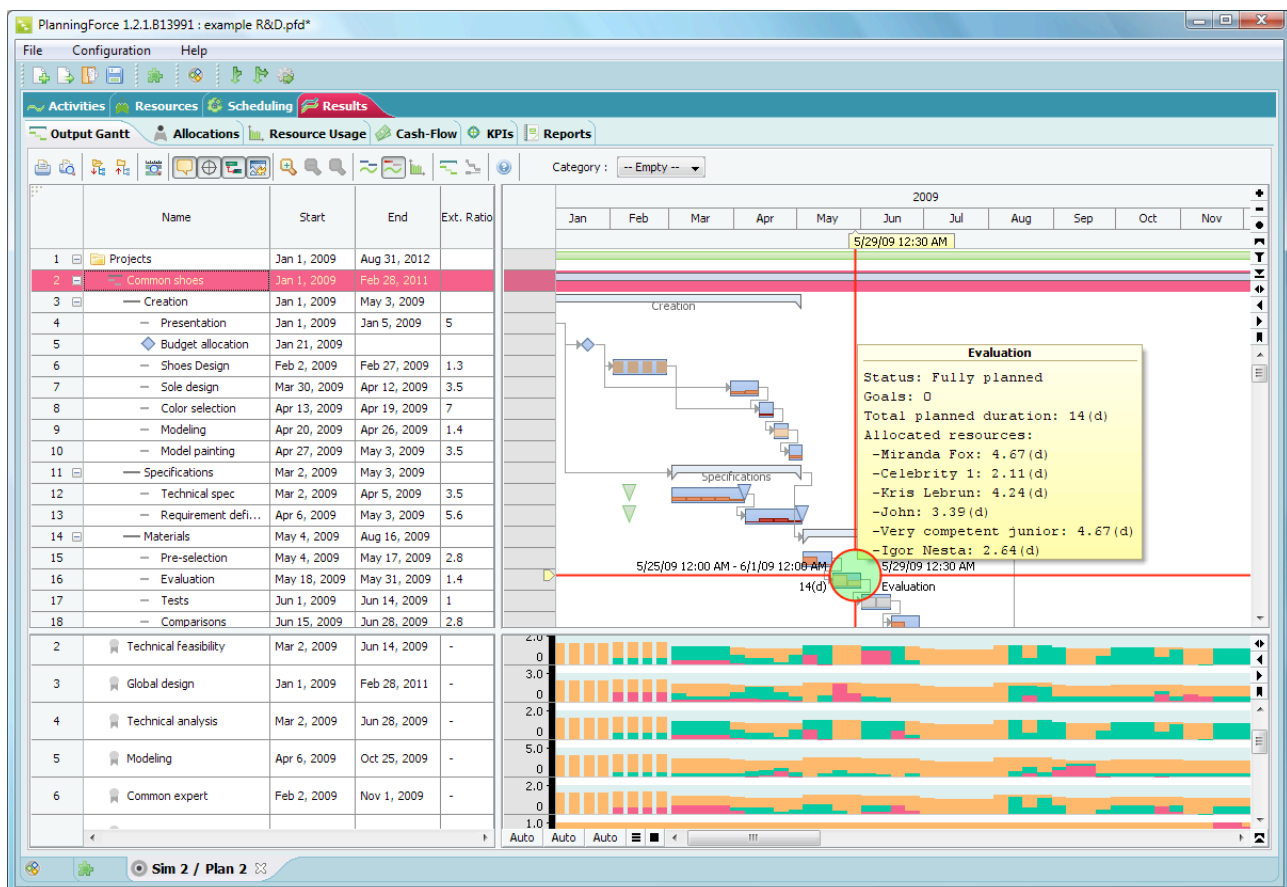 PlanningForce 1.2.1.B13991 : example R&D.pfd*
File Configuration Help
Activities Resources Scheduling Results
Output Gantt Allocations Resource Usage Cash-Flow KPIs Reports
Category : -- Empty --
2009
Name Start End Ext. Ratio Jan Feb Mar Apr May Jun Jul Aug Sep Oct Nov
5/29/09 12:30 AM
1 Projects Jan 1, 2009 Aug 31, 2012
2 Common shoes Jan 1, 2009 Feb 28, 2011
3 Creation Jan 1, 2009 May 3, 2009
Creation
4 Presentation Jan 1, 2009 Jan 5, 2009 5
5 Budget allocation Jan 21, 2009
6 Shoes Design Feb 2, 2009 Feb 27, 2009 1.3
7 Sole design Mar 30, 2009 Apr 12, 2009 3.5
8 Color selection Apr 13, 2009 Apr 19, 2009 7
9 Modeling Apr 20, 2009 Apr 26, 2009 1.4
10 Model painting Apr 27, 2009 May 3, 2009 3.5
11 Specifications Mar 2, 2009 May 3, 2009
Specifications
12 Technical spec Mar 2, 2009 Apr 5, 2009 3.5
13 Requirement defi... Apr 6, 2009 May 3, 2009 5.6
14 Materials May 4, 2009 Aug 16, 2009
15 Pre-selection May 4, 2009 May 17, 2009 2.8
16 Evaluation May 18, 2009 May 31, 2009 1.4
17 Tests Jun 1, 2009 Jun 14, 2009 1
18 Comparisons Jun 15, 2009 Jun 28, 2009 2.8
Evaluation
Status: Fully planned
Goals: 0
Total planned duration: 14(d)
Allocated resources:
-Miranda Fox: 4.67(d)
-Celebrity 1: 2.11(d)
-Kris Lebrun: 4.24(d)
-John: 3.39(d)
-Very competent junior: 4.67(d)
-Igor Nesta: 2.64(d)
5/25/09 12:00 AM - 6/1/09 12:00 AM 5/29/09 12:30 AM
14(d) Evaluation
2 Technical feasibility Mar 2, 2009 Jun 14, 2009 - 2.0 0
3 Global design Jan 1, 2009 Feb 28, 2011 - 3.0 0
4 Technical analysis Mar 2, 2009 Jun 28, 2009 - 2.0 0
5 Modeling Apr 6, 2009 Oct 25, 2009 - 5.0 0
6 Common expert Feb 2, 2009 Nov 1, 2009 - 2.0 0
1.0
Auto Auto Auto
Sim 2 / Plan 2